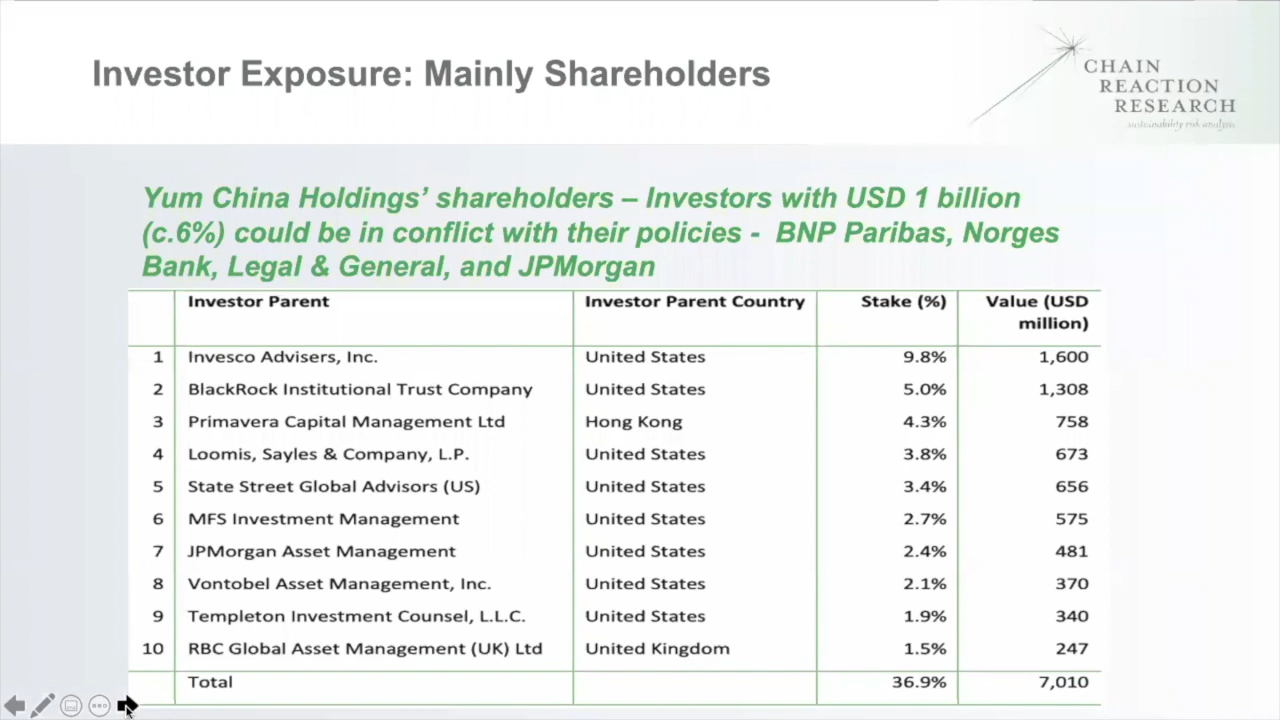 Investor Exposure: Mainly Shareholders
CHAIN
REACTION
RESEARCH
sustainability risk analysis
Yum China Holdings’ shareholders – Investors with USD 1 billion
(c.6%) could be in conflict with their policies - BNP Paribas, Norges
Bank, Legal & General, and JPMorgan
Investor Parent Investor Parent Country Stake (%) Value (USD
million)
1 Invesco Advisers, Inc. United States 9.8% 1,600
2 BlackRock Institutional Trust Company United States 5.0% 1,308
3 Primavera Capital Management Ltd Hong Kong 4.3% 758
4 Loomis, Sayles & Company, L.P. United States 3.8% 673
5 State Street Global Advisors (US) United States 3.4% 656
6 MFS Investment Management United States 2.7% 575
7 JPMorgan Asset Management United States 2.4% 481
8 Vontobel Asset Management, Inc. United States 2.1% 370
9 Templeton Investment Counsel, L.L.C. United States 1.9% 340
10 RBC Global Asset Management (UK) Ltd United Kingdom 1.5% 247
Total 36.9% 7,010